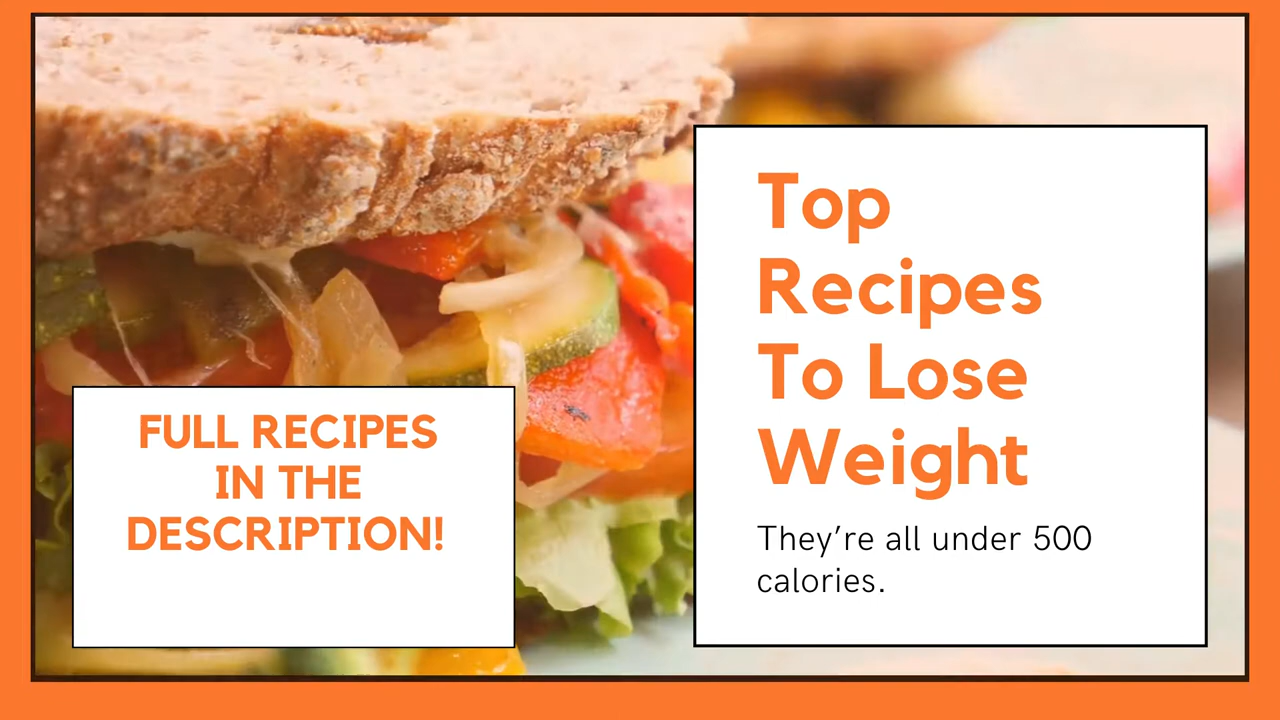 Top
Recipes
To Lose
Weight
They’re all under 500
calories.
FULL RECIPES
IN THE
DESCRIPTION!